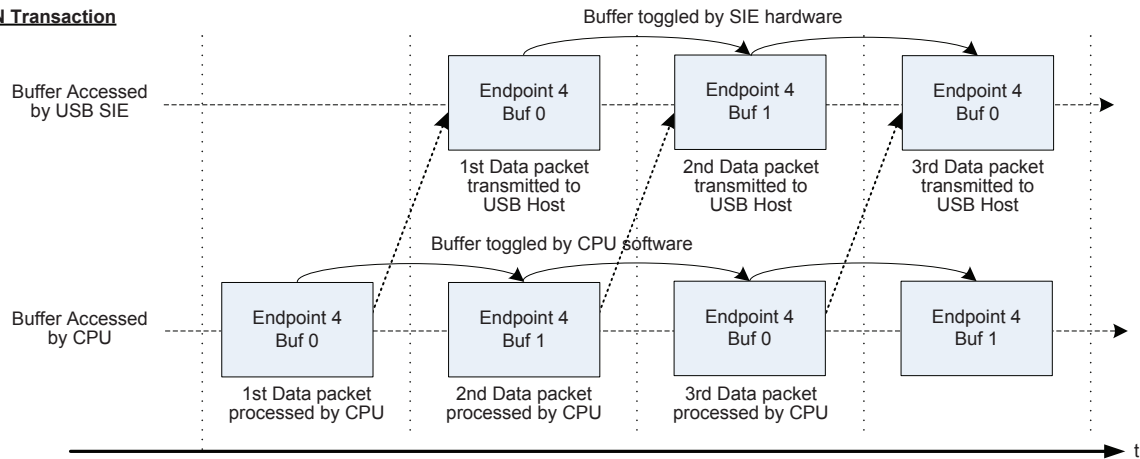 N Transaction
Buffer toggled by SIE hardware
Buffer Accessed
by USB SIE
Endpoint 4
Buf 0
Endpoint 4
Buf 1
Endpoint 4
Buf 0
1st Data packet
transmitted to
USB Host
2nd Data packet
transmitted to
USB Host
3rd Data packet
transmitted to
USB Host
Buffer toggled by CPU software
Buffer Accessed
by CPU
Endpoint 4
Buf 0
Endpoint 4
Buf 1
Endpoint 4
Buf 0
Endpoint 4
Buf 1
1st Data packet
processed by CPU
2nd Data packet
processed by CPU
3rd Data packet
processed by CPU
t